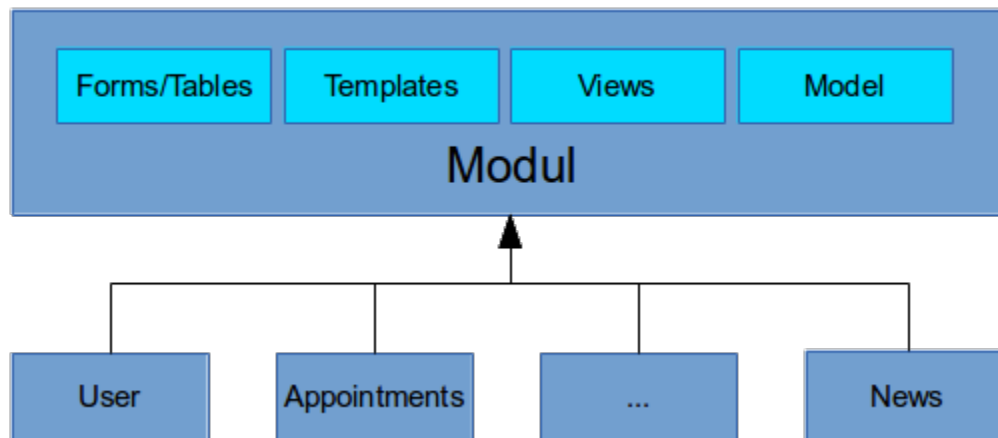 Forms/Tables
Templates
Views
Model
Modul
User
Appointments
...
News